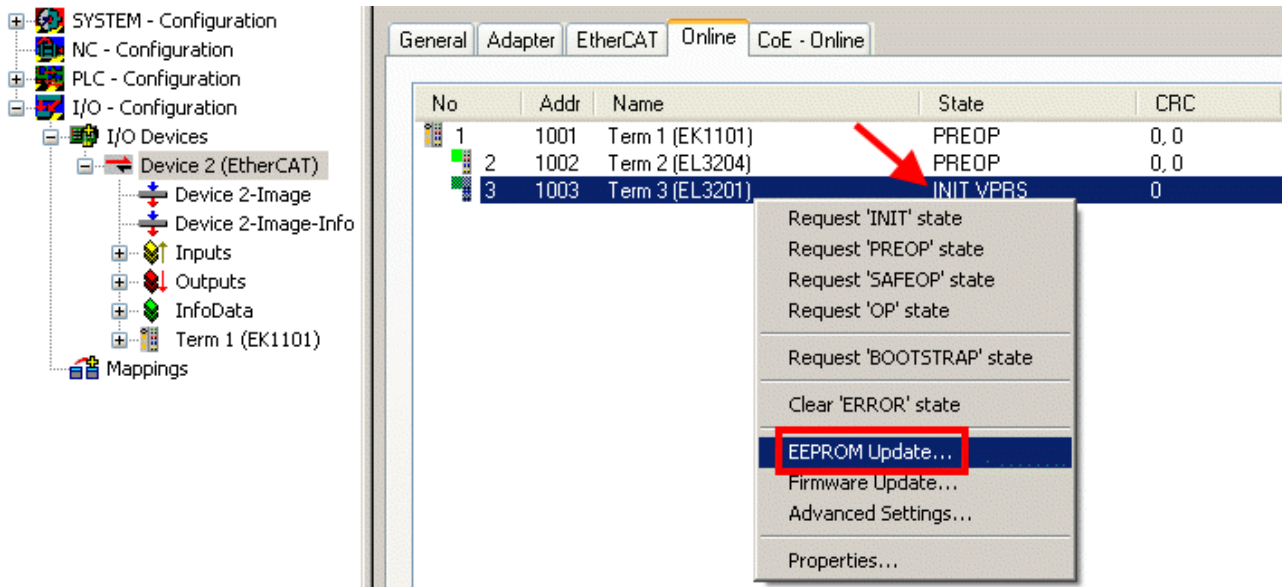 SYSTEM - Configuration
NC - Configuration
PLC - Configuration
I/O - Configuration
I/O Devices
Device 2 (EtherCAT)
Device 2-Image
Device 2-Image-Info
Inputs
Outputs
InfoData
Term 1 (EK1101)
Mappings
General Adapter EtherCAT Online CoE - Online
No Addr Name State CRC
1 1001 Term 1 (EK1101) PREOP 0, 0
2 1002 Term 2 (EL3204) PREOP 0, 0
3 1003 Term 3 (EL3201) INIT VPRS 0
Request 'INIT' state
Request 'PREOP' state
Request 'SAFEOP' state
Request 'OP' state
Request 'BOOTSTRAP' state
Clear 'ERROR' state
EEPROM Update...
Firmware Update...
Advanced Settings...
Properties...